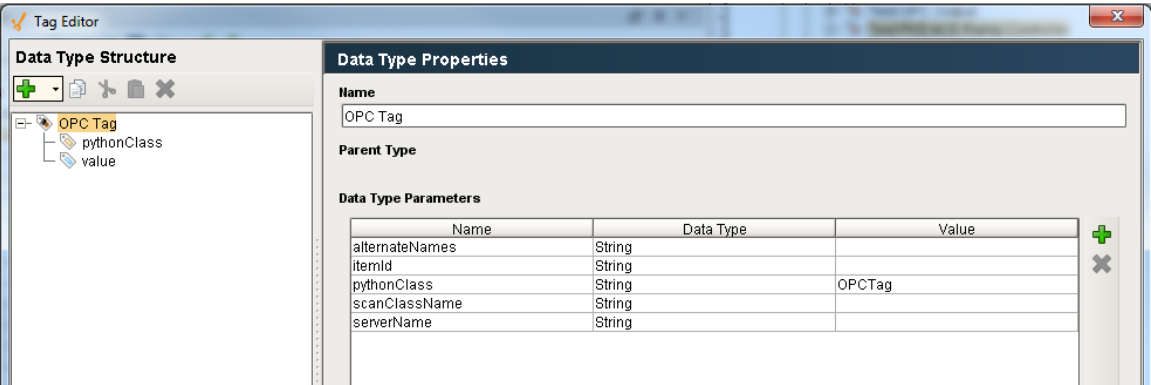 Tag Editor
Data Type Structure
OPC Tag
pythonClass
value
Data Type Properties
Name
OPC Tag
Parent Type
Data Type Parameters
Name Data Type Value
alternateNames String
itemId String
pythonClass String OPCTag
scanClassName String
serverName String